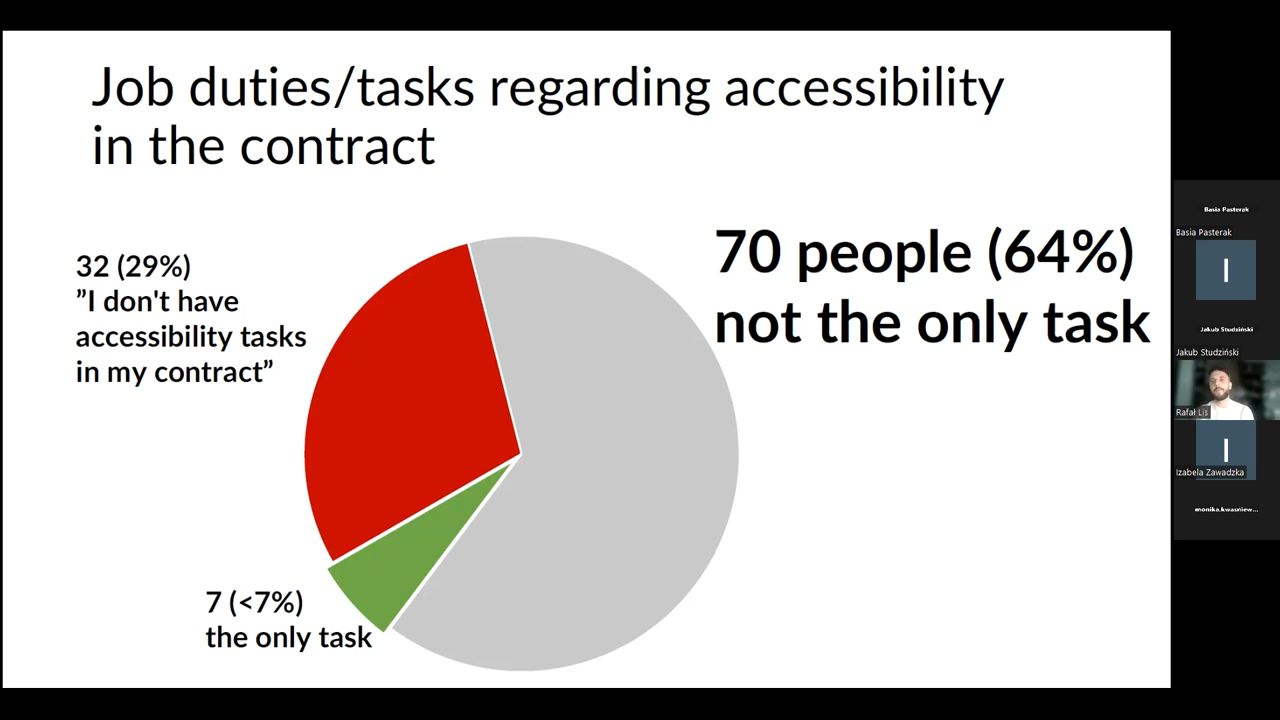 Job duties/tasks regarding accessibility
in the contract
32 (29%)
”I don't have
accessibility tasks
in my contract”
70 people (64%)
not the only task
7 (<7%)
the only task
Basia Pasterak
Basia Pasterak
I
Jakub Studziński
Jakub Studziński
Rafał Lis
I
Izabela Zawadzka
monika.kwasniew...